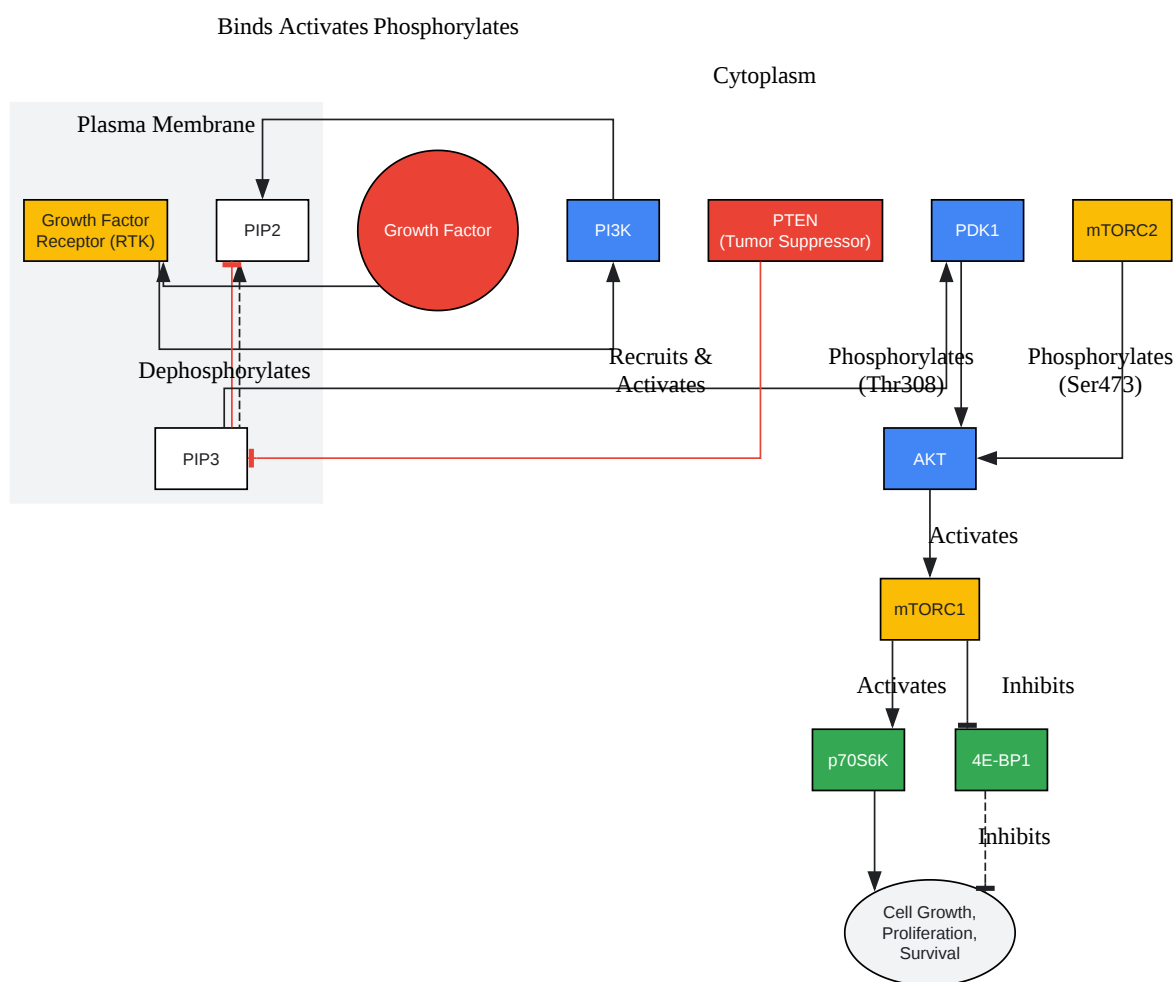 Binds Activates Phosphorylates
Cytoplasm
Plasma Membrane
Growth Factor
Receptor (RTK)
PIP2
Growth Factor
PI3K
PTEN
(Tumor Suppressor)
PDK1
mTORC2
Dephosphorylates
Recruits &
Activates
Phosphorylates
(Thr308)
Phosphorylates
(Ser473)
PIP3
AKT
Activates
mTORC1
Activates
Inhibits
p70S6K
4E-BP1
Inhibits
Cell Growth,
Proliferation,
Survival